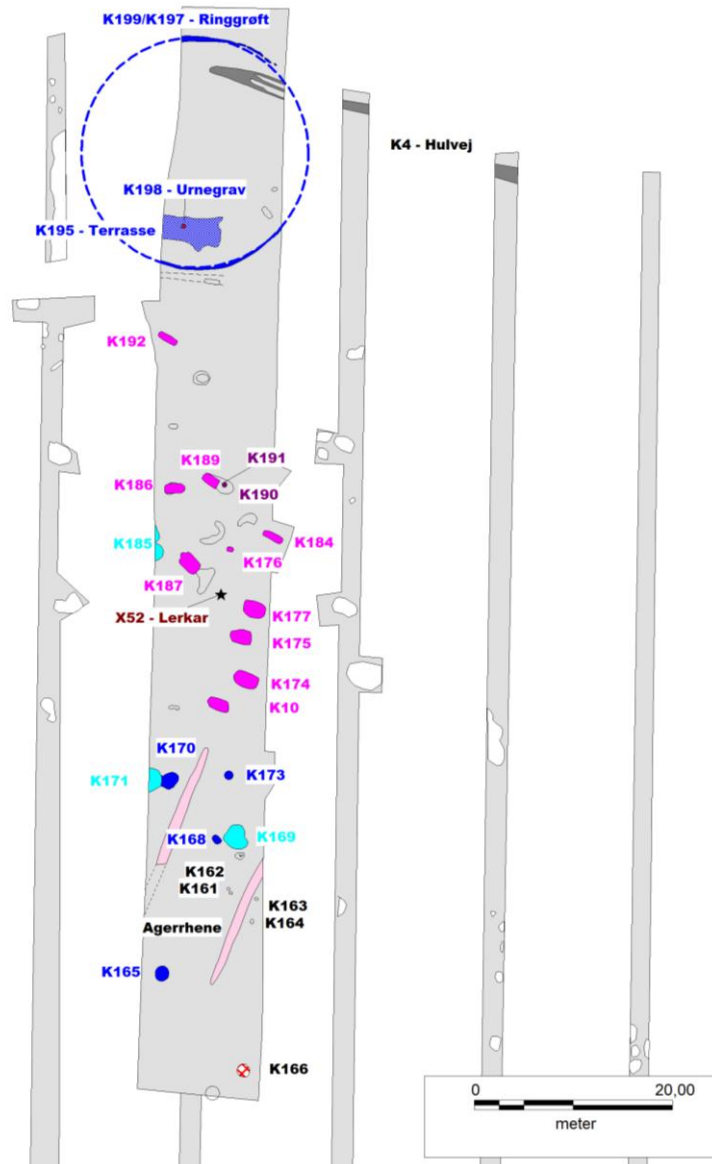 K199/K197 - Ringgrøft
K4 - Hulvej
K198 - Urnegrav
K195 - Terrasse
K192
K189
K191
K186
K190
K185
K184
K176
K187
X52 - Lerkar
K177
K175
K174
K10
K170
K171
K173
K168
K169
K162
K161
K163
K164
Agerrhene
K165
K166
0
20,00
meter